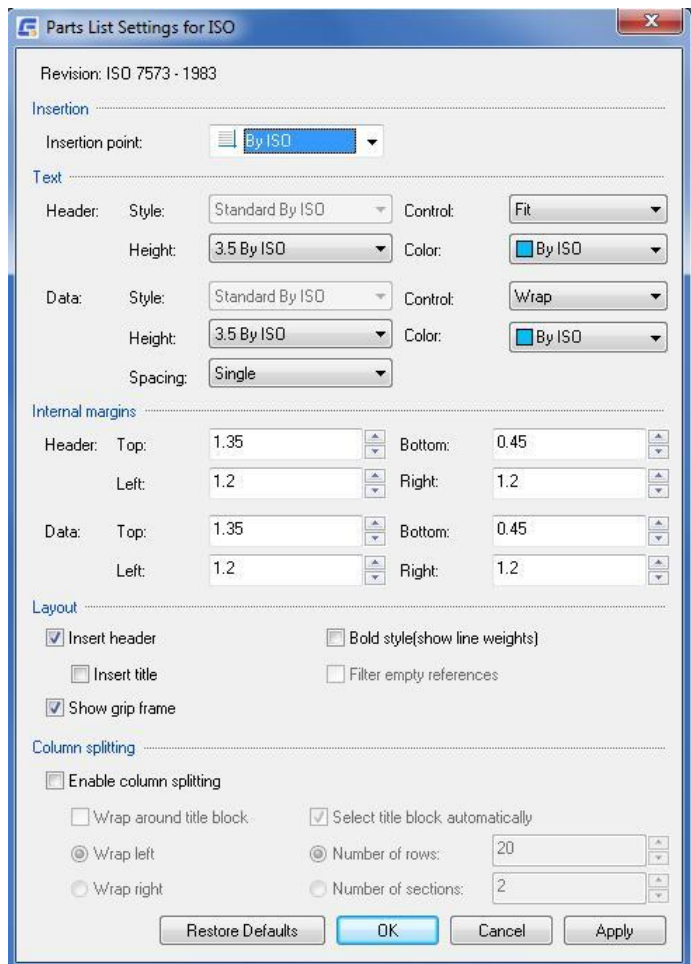 Parts List Settings for ISO
Revision: ISO 7573 - 1983
Insertion
Insertion point: By ISO
Text
Header: Style: Standard By ISO Control: Fit
Height: 3.5 By ISO Color: By ISO
Data: Style: Standard By ISO Control: Wrap
Height: 3.5 By ISO Color: By ISO
Spacing: Single
Internal margins
Header: Top: 1.35 Bottom: 0.45
Left: 1.2 Right: 1.2
Data: Top: 1.35 Bottom: 0.45
Left: 1.2 Right: 1.2
Layout
Insert header Bold style(show line weights)
Insert title Filter empty references
Show grip frame
Column splitting
Enable column splitting
Wrap around title block Select title block automatically
Wrap left Number of rows: 20
Wrap right Number of sections: 2
Restore Defaults OK Cancel Apply